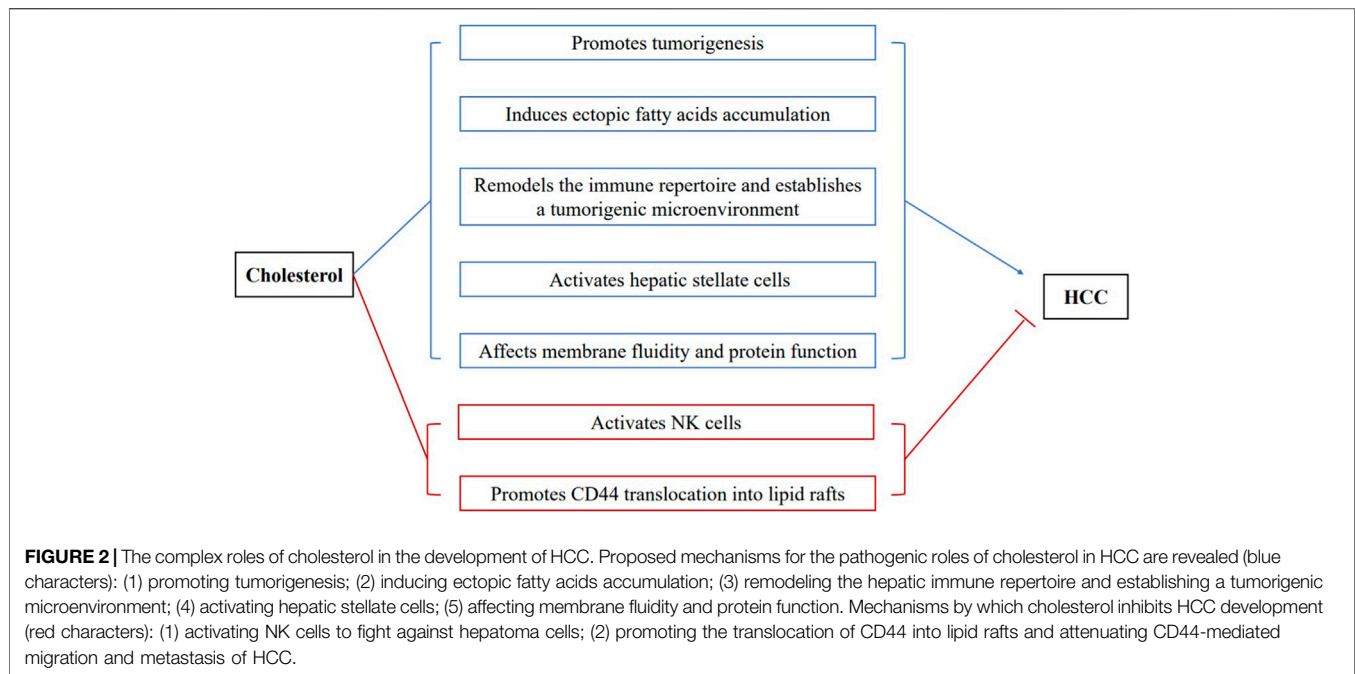 Promotes tumorigenesis
Induces ectopic fatty acids accumulation
Remodels the immune repertoire and establishes
a tumorigenic microenvironment
Cholesterol
Activates hepatic stellate cells
HCC
Affects membrane fluidity and protein function
Activates NK cells
Promotes CD44 translocation into lipid rafts
FIGURE 2 | The complex roles of cholesterol in the development of HCC. Proposed mechanisms for the pathogenic roles of cholesterol in HCC are revealed (blue
characters): (1) promoting tumorigenesis; (2) inducing ectopic fatty acids accumulation; (3) remodeling the hepatic immune repertoire and establishing a tumorigenic
microenvironment; (4) activating hepatic stellate cells; (5) affecting membrane fluidity and protein function. Mechanisms by which cholesterol inhibits HCC development
(red characters): (1) activating NK cells to fight against hepatoma cells; (2) promoting the translocation of CD44 into lipid rafts and attenuating CD44-mediated
migration and metastasis of HCC.